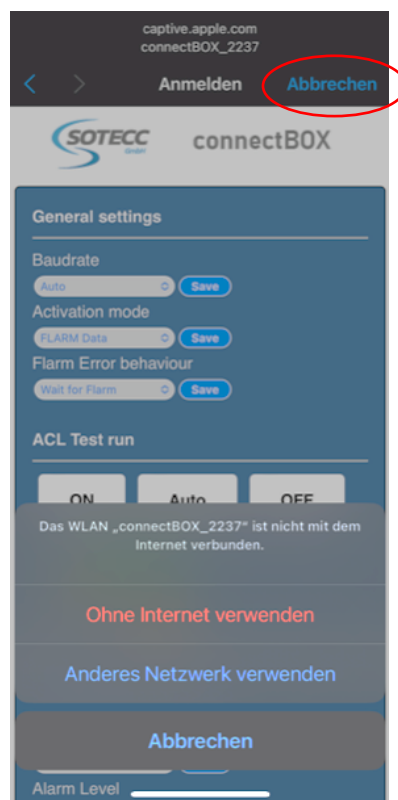 captive.apple.com
connectBOX_2237
Anmelden Abbrechen
SOTECC GmbH connectBOX
General settings
Baudrate
Auto Save
Activation mode
FLARM Data Save
Flarm Error behaviour
Wait for Flarm Save
ACL Test run
ON Auto OFF
Das WLAN „connectBOX_2237“ ist nicht mit dem
Internet verbunden.
Ohne Internet verwenden
Anderes Netzwerk verwenden
Abbrechen
Alarm Level